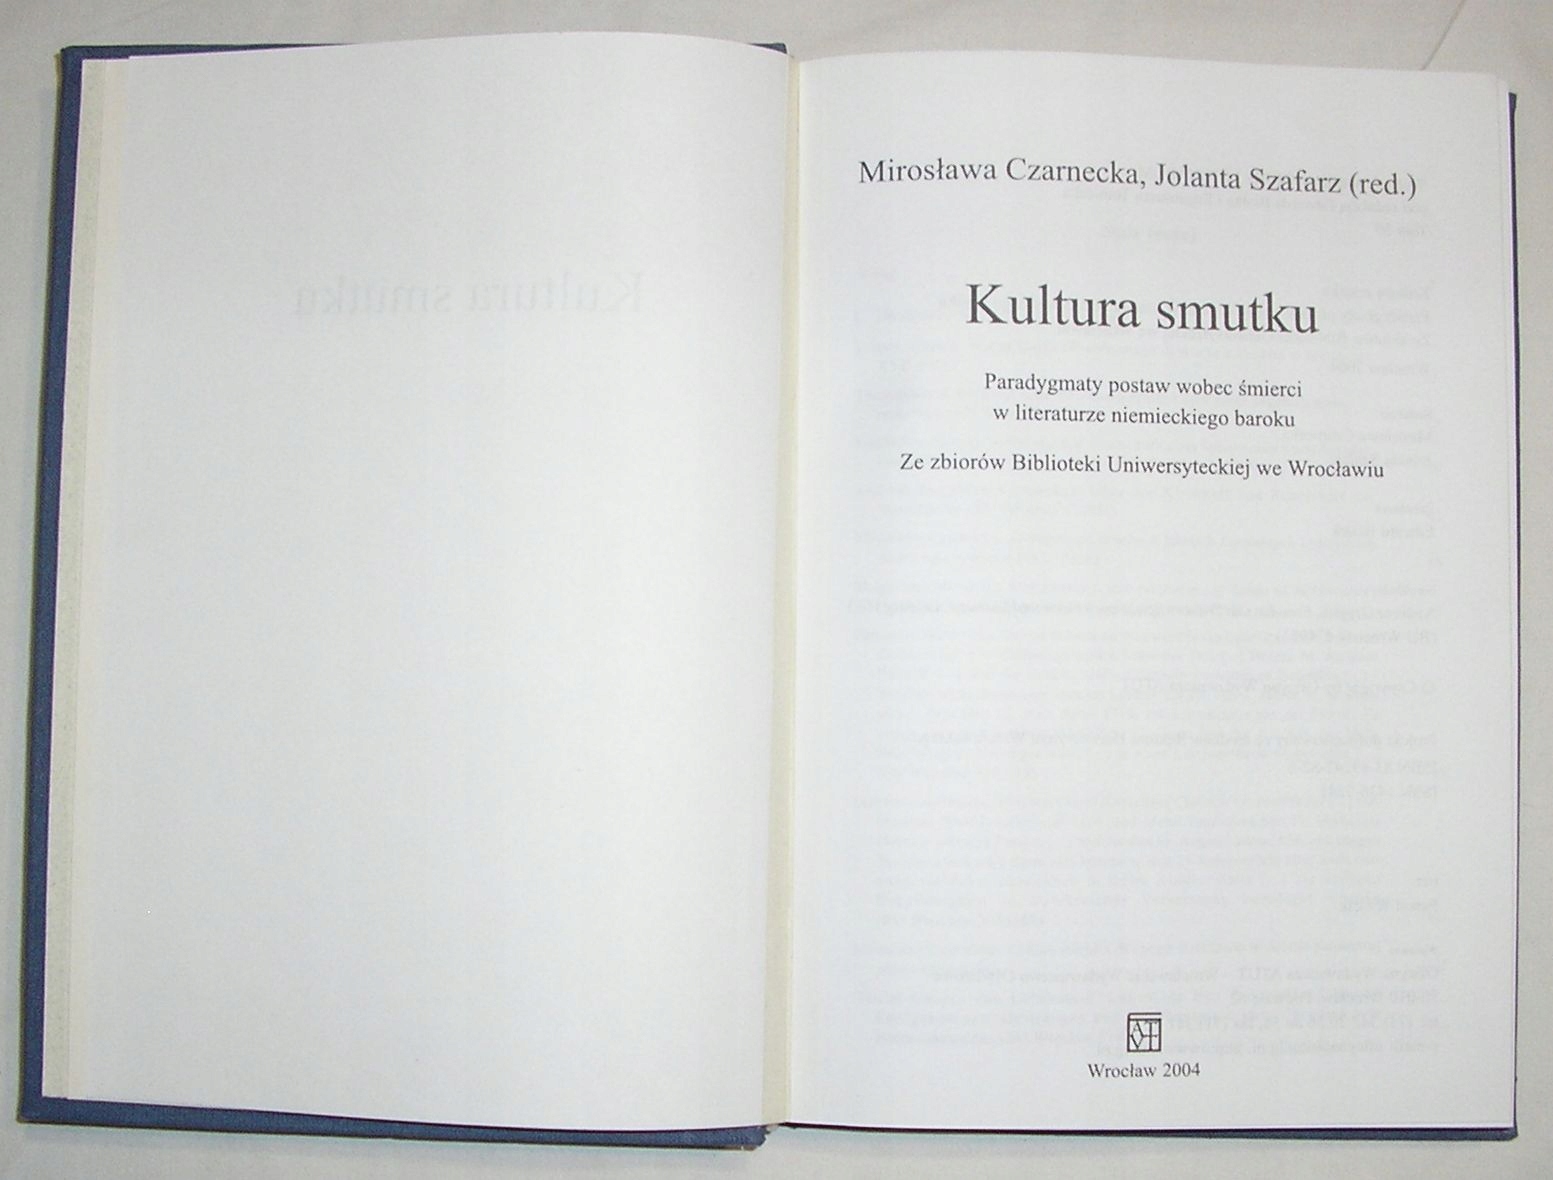 Mirosława Czarnecka, Jolanta Szafarz (red.)
Kultura smutku
Paradygmaty postaw wobec śmierci
w literaturze niemieckiego baroku
Ze zbiorów Biblioteki Uniwersyteckiej we Wrocławiu
Wrocław 2004